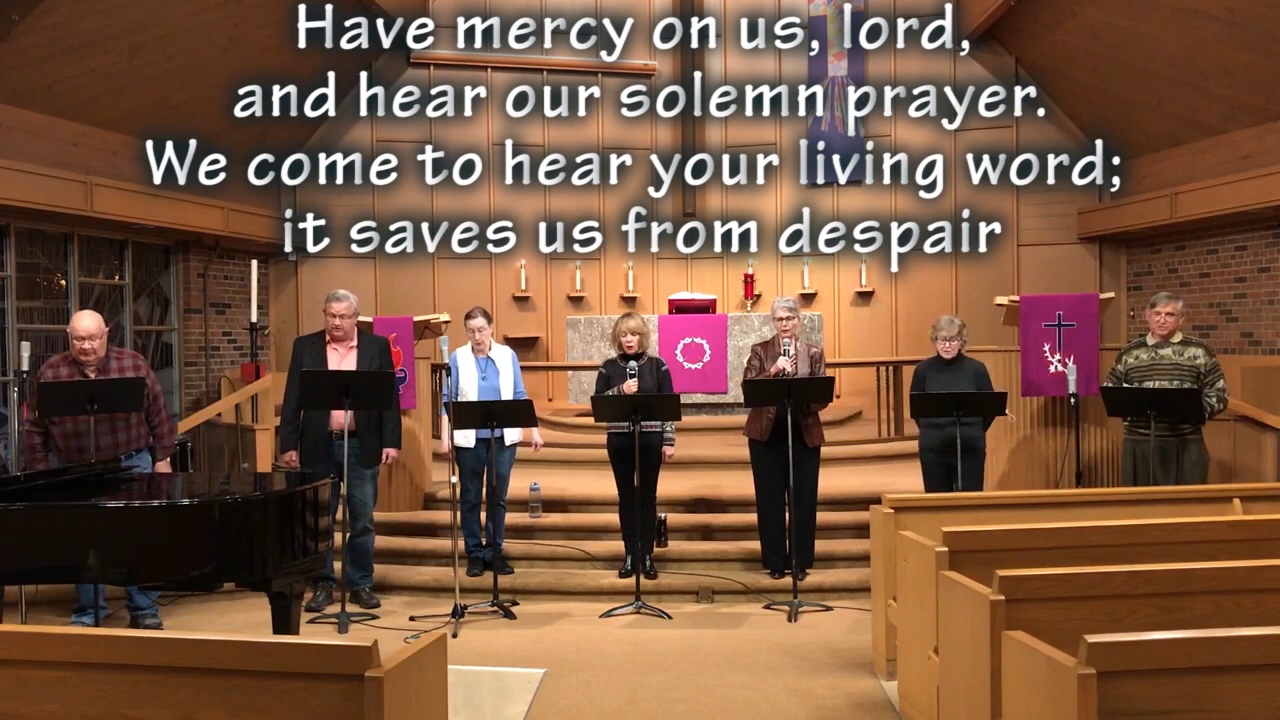 Have mercy on us, lord,
and hear our solemn prayer.
We come to hear your living word;
it saves us from despair